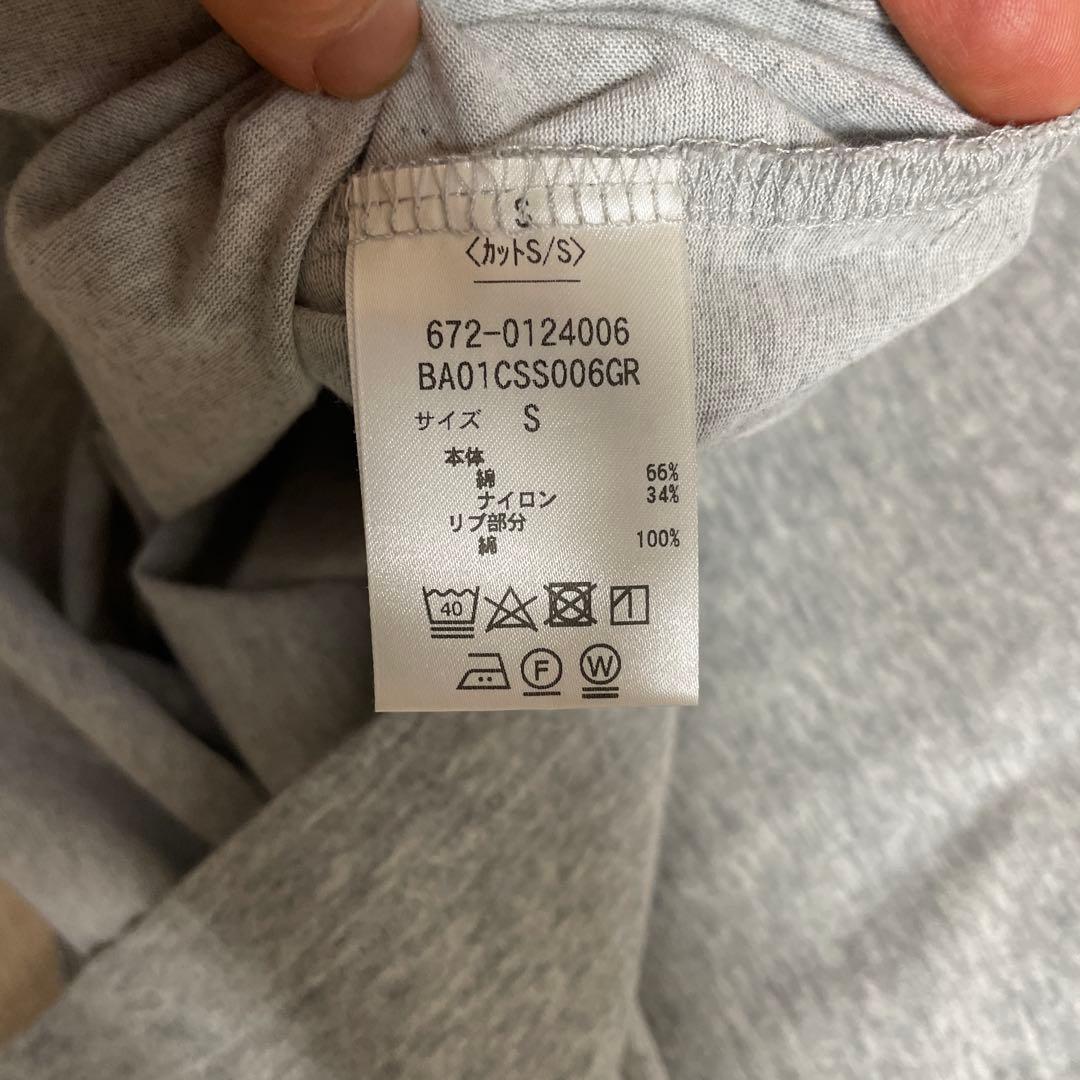 S
〈カットS/S〉
672-0124006
BA01CSS006GR
サイズ S
本体
綿 66%
ナイロン 34%
リブ部分
綿 100%
40
F W